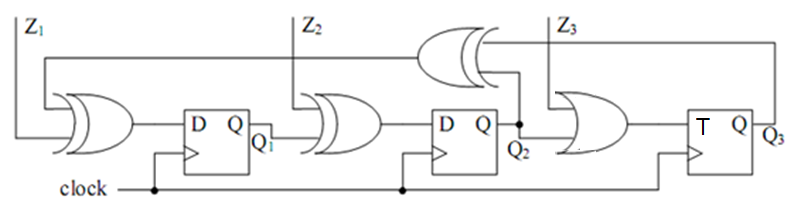 Z1 Z2 Z3
D Q D Q T Q
Q1 Q2 Q3
clock